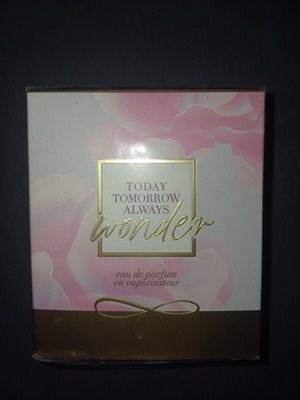 TODAY
TOMORROW
ALWAYS
wonder
eau de parfum
en vaporisateur